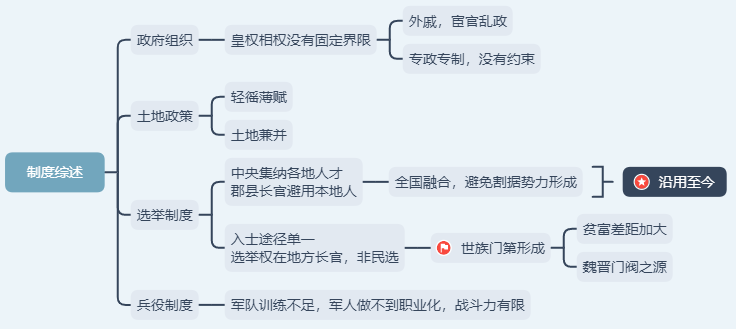 制度综述
政府组织
皇权相权没有固定界限
外戚，宦官乱政
专政专制，没有约束
土地政策
轻徭薄赋
土地兼并
选举制度
中央集纳各地人才
郡县长官避用本地人
全国融合，避免割据势力形成
沿用至今
入士途径单一
选举权在地方长官，非民选
世族门第形成
贫富差距加大
魏晋门阀之源
兵役制度
军队训练不足，军人做不到职业化，战斗力有限